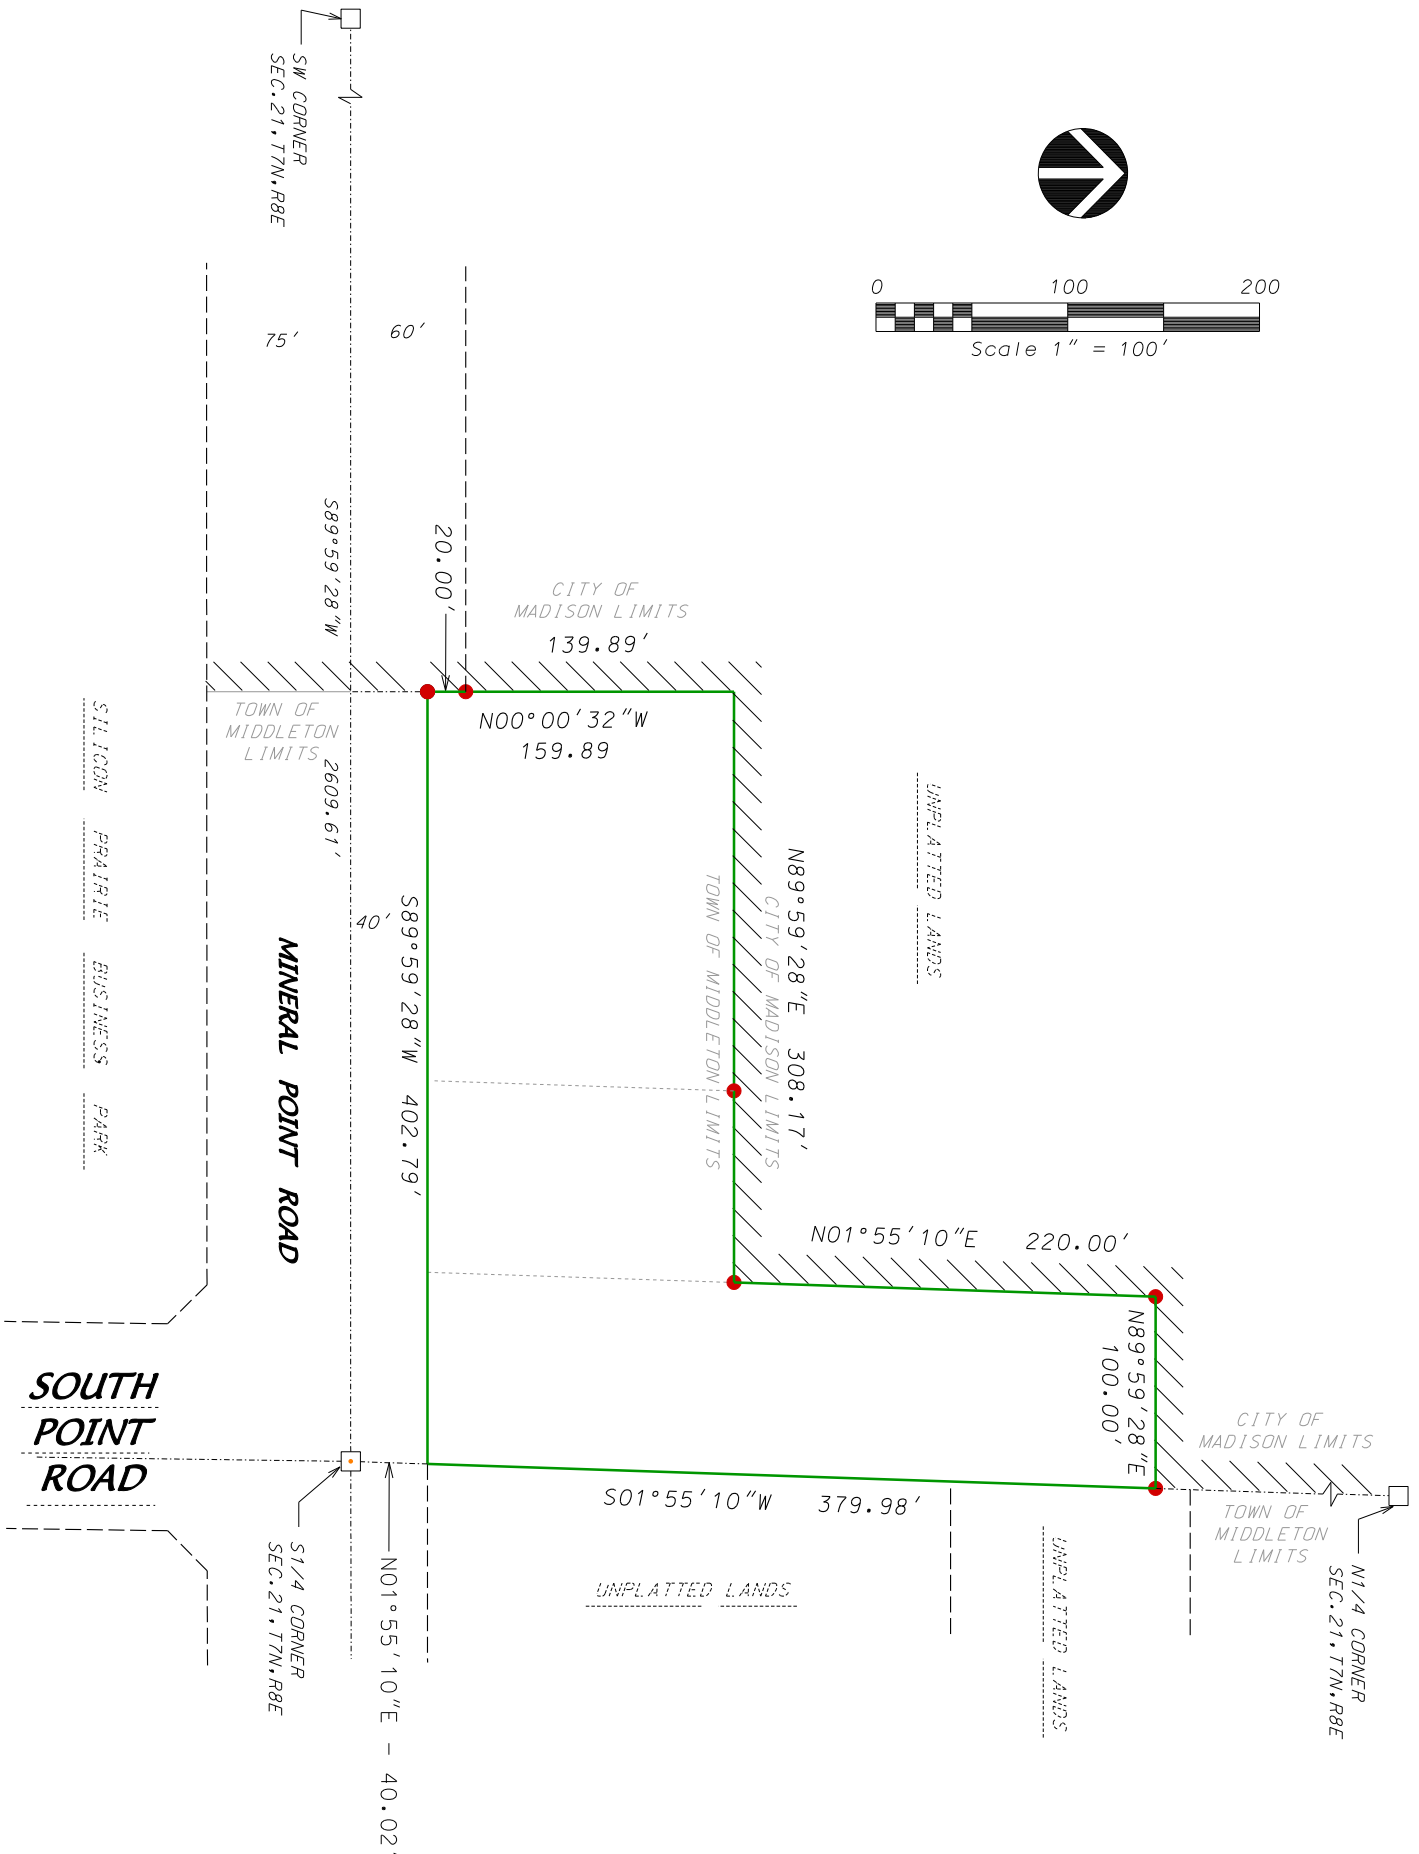 SW CORNER
SEC.21,T7N,R8E
0 100 200
Scale 1" = 100'
75'
60'
S89°59'28"W
2609.61'
20.00'
CITY OF
MADISON LIMITS
139.89'
N00°00'32"W
159.89
TOWN OF
MIDDLETON
LIMITS
SILICON PRAIRIE BUSINESS PARK
MINERAL POINT ROAD
40'
S89°59'28"W 402.79'
TOWN OF MIDDLETON LIMITS
CITY OF MADISON LIMITS
N89°59'28"E 308.17'
UNPLATTED LANDS
N01°55'10"E 220.00'
N89°59'28"E
100.00'
CITY OF
MADISON LIMITS
TOWN OF
MIDDLETON
LIMITS
SOUTH
POINT
ROAD
S01°55'10"W 379.98'
S1/4 CORNER
SEC.21,T7N,R8E
N01°55'10"E - 40.02'
UNPLATTED LANDS
UNPLATTED LANDS
N1/4 CORNER
SEC.21,T7N,R8E